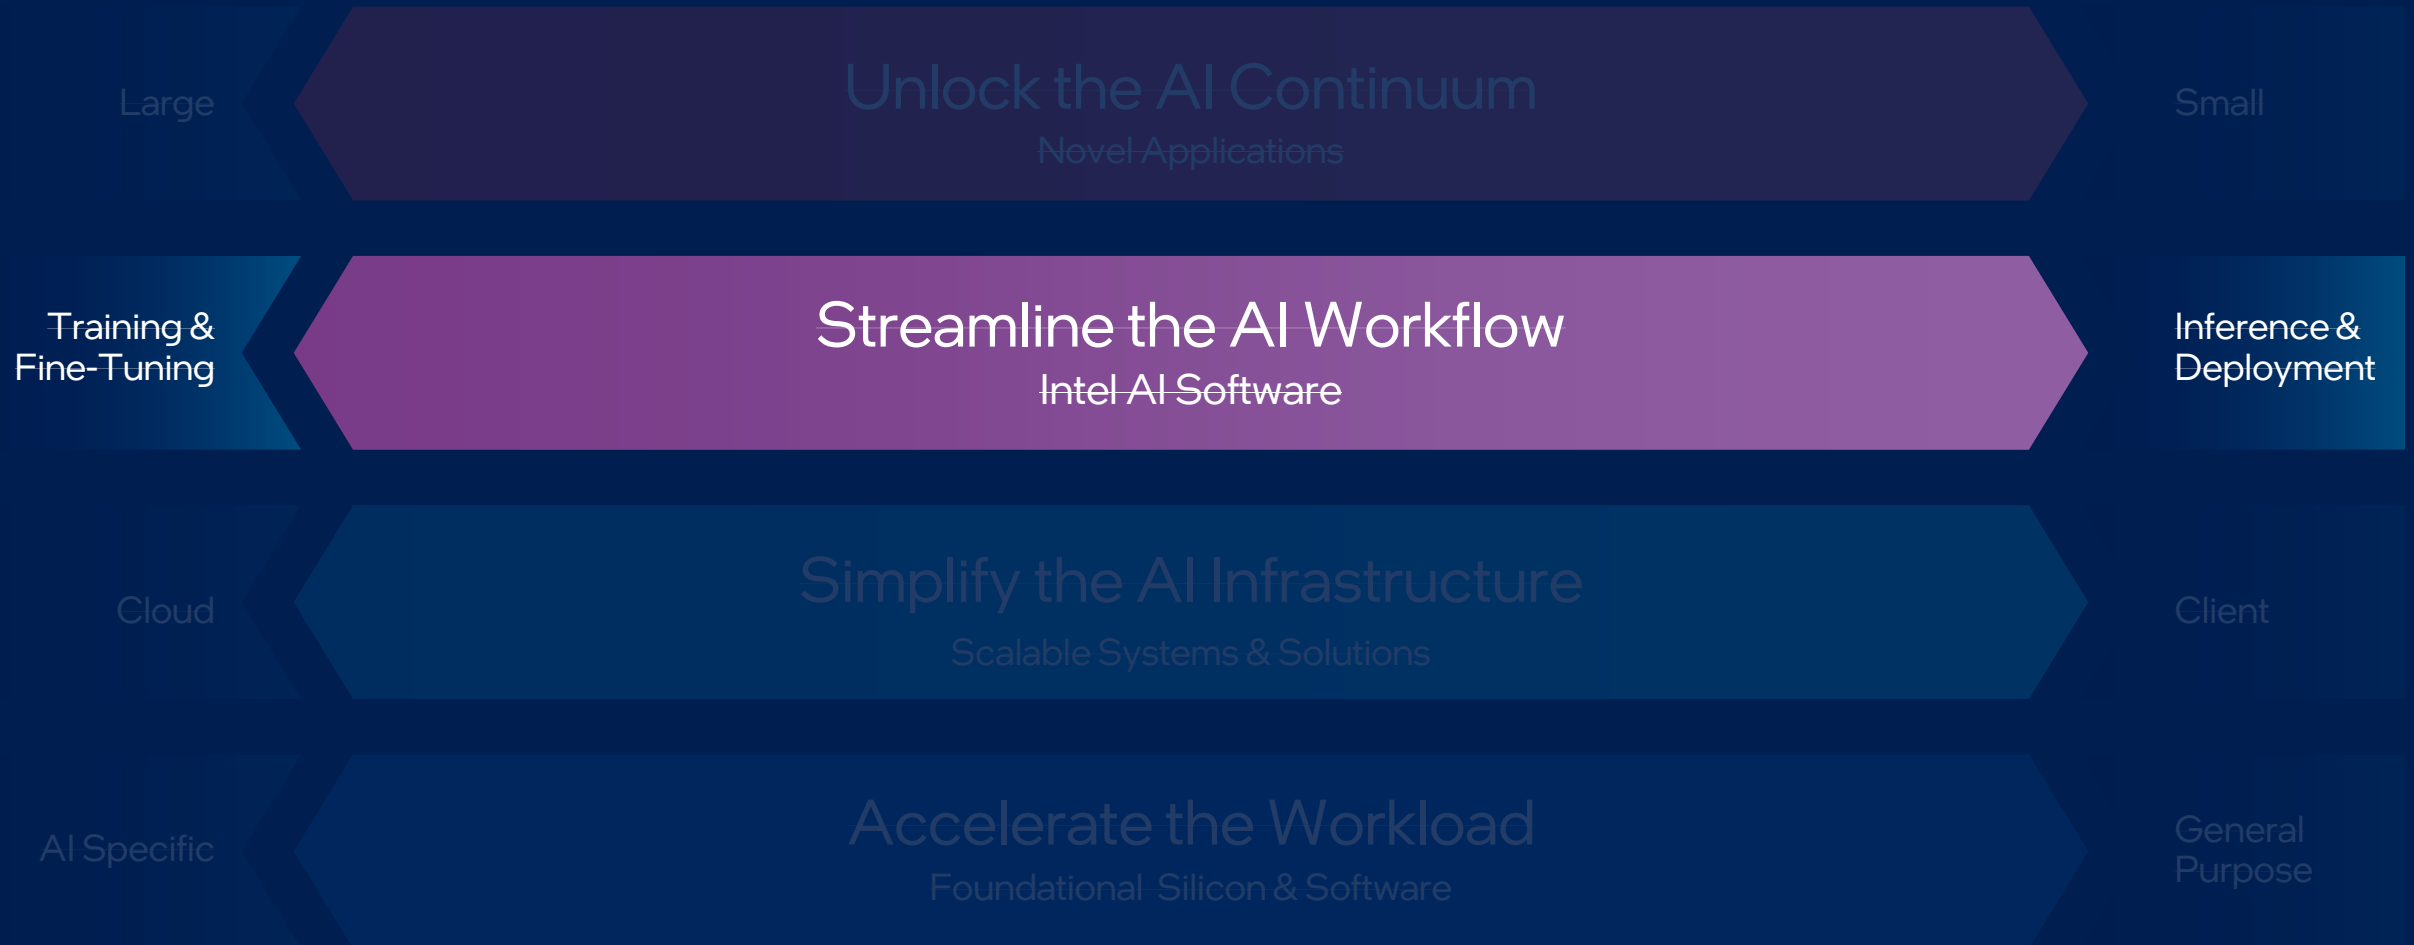 Large
Unlock the AI Continuum
Novel Applications
Small
Training &
Fine-Tuning
Streamline the AI Workflow
Intel AI Software
Inference &
Deployment
Cloud
Simplify the AI Infrastructure
Scalable Systems & Solutions
Client
AI Specific
Accelerate the Workload
Foundational Silicon & Software
General
Purpose